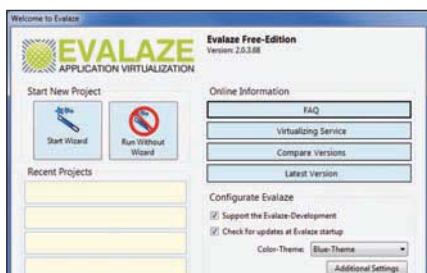 Welcome to Evalaze
EVALAZE
APPLICATION VIRTUALIZATION
Evalaze Free-Edition
Version: 2.0.3.88
Start New Project
Start Wizard
Run Without
Wizard
Recent Projects
Online Information
FAQ
Virtualizing Service
Compare Versions
Latest Version
Configurate Evalaze
Support the Evalaze-Development
Check for updates at Evalaze startup
Color-Theme: Blue-Theme
Additional Settings